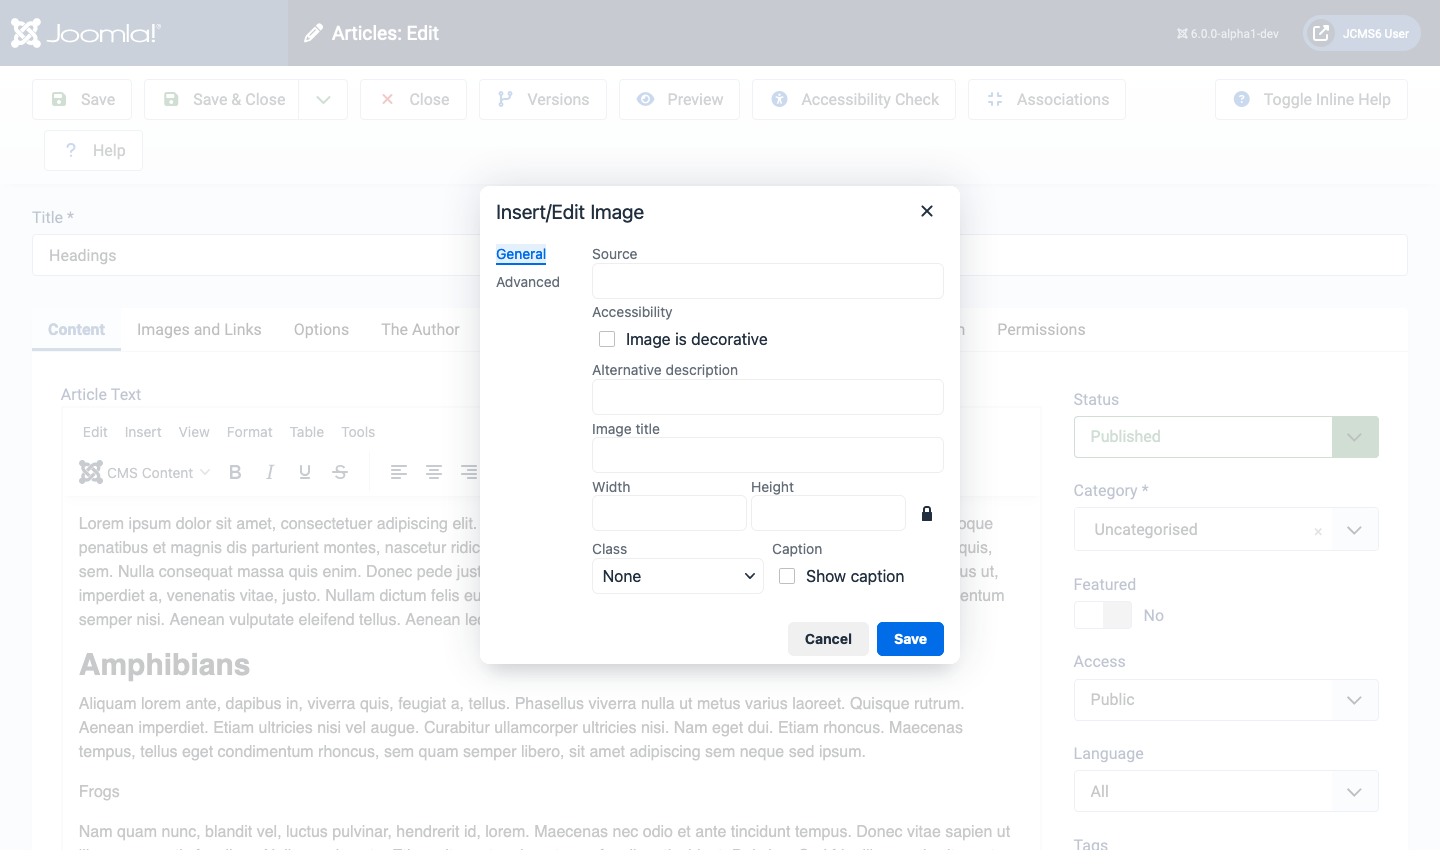 Joomla!®
Articles: Edit
6.0.0-alpha1-dev
JCMS6 User
Save
Save & Close
Close
Versions
Preview
Accessibility Check
Associations
Toggle Inline Help
? Help
Title *
Headings
Content
Images and Links
Options
The Author
Permissions
Article Text
Edit Insert View Format Table Tools
CMS Content B I U S
Lorem ipsum dolor sit amet, consectetuer adipiscing elit.
penatibus et magnis dis parturient montes, nascetur ridic quis,
sem. Nulla consequat massa quis enim. Donec pede just us ut,
imperdiet a, venenatis vitae, justo. Nullam dictum felis eu entum
semper nisi. Aenean vulputate eleifend tellus. Aenean leo
Amphibians
Aliquam lorem ante, dapibus in, viverra quis, feugiat a, tellus. Phasellus viverra nulla ut metus varius laoreet. Quisque rutrum.
Aenean imperdiet. Etiam ultricies nisi vel augue. Curabitur ullamcorper ultricies nisi. Nam eget dui. Etiam rhoncus. Maecenas
tempus, tellus eget condimentum rhoncus, sem quam semper libero, sit amet adipiscing sem neque sed ipsum.
Frogs
Nam quam nunc, blandit vel, luctus pulvinar, hendrerit id, lorem. Maecenas nec odio et ante tincidunt tempus. Donec vitae sapien ut
Status
Published
Category *
Uncategorised
Featured
No
Access
Public
Language
All
Tags
Insert/Edit Image
General
Advanced
Source
Accessibility
Image is decorative
Alternative description
Image title
Width Height
Class Caption
None Show caption
Cancel Save